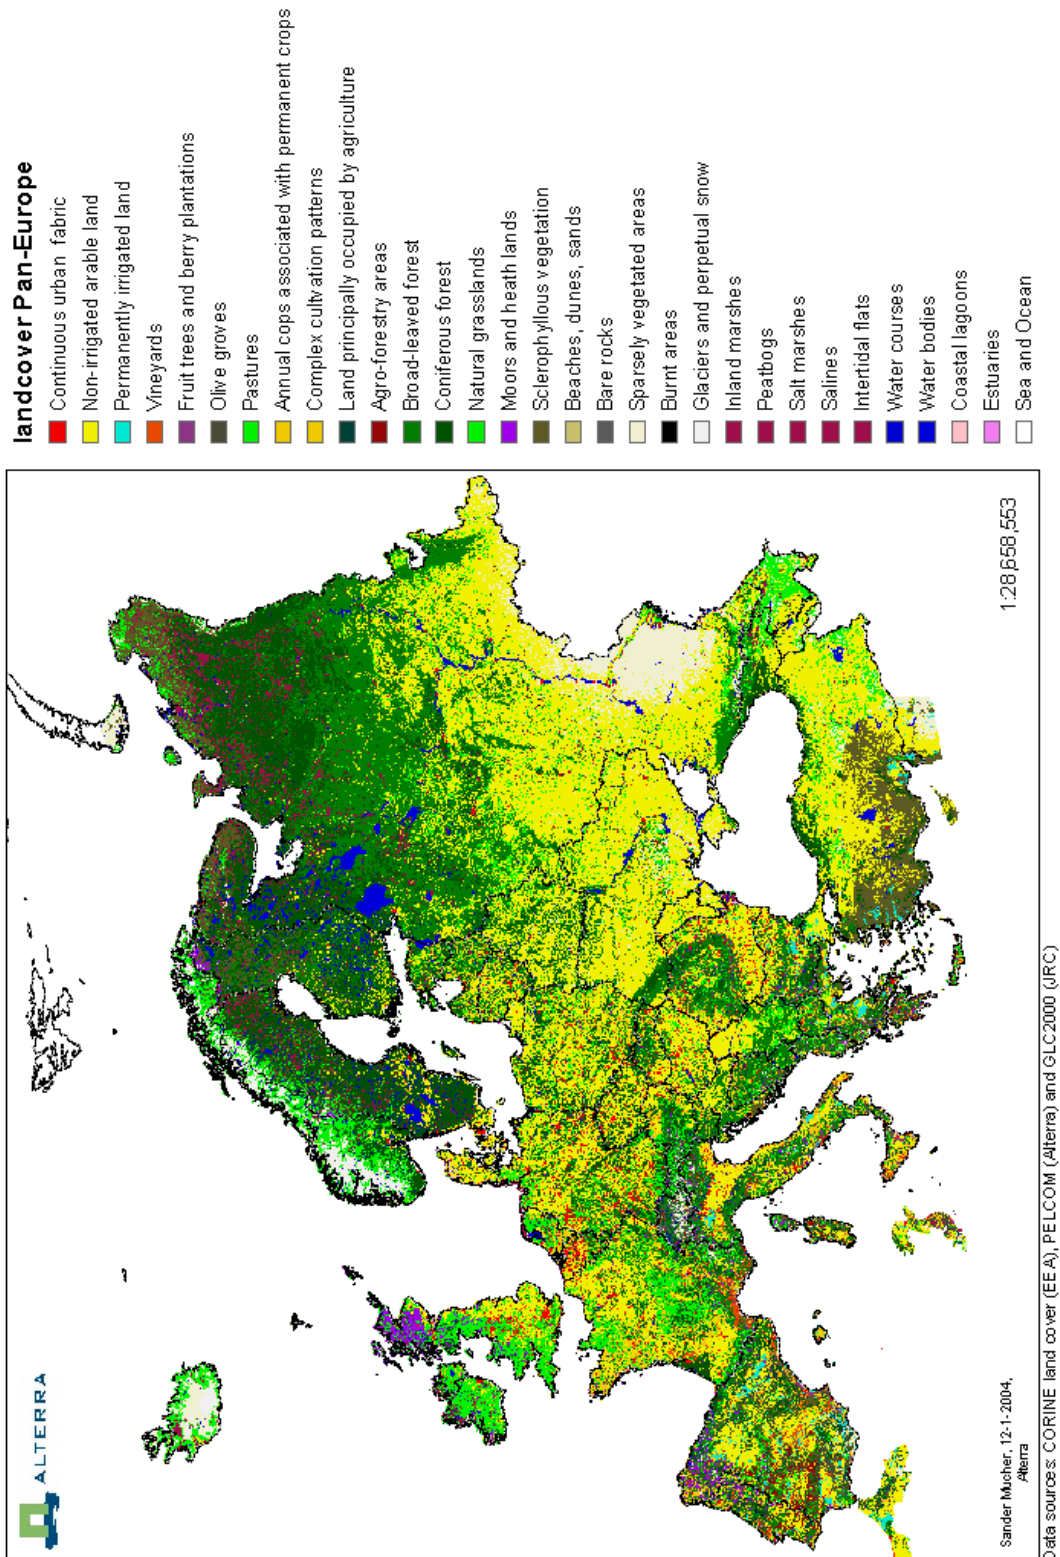 landcover Pan-Europe
Continuous urban fabric
Non-irrigated arable land
Permanently irrigated land
Vineyards
Fruit trees and berry plantations
Olive groves
Pastures
Annual cops associated with permanent crops
Complex cultvation patterns
Land principally occupied by agriculture
Agro-forestry areas
Broad-leaved forest
Coniferous forest
Natural grasslands
Moors and heath lands
Sclerophyllous vegetation
Beaches, dunes, sands
Bare rocks
Sparsely vegetated areas
Burnt areas
Glaciers and perpetual snow
Inland marshes
Peatbogs
Salt marshes
Salines
Intertidal flats
Water courses
Water bodies
Coastal lagoons
Estuaries
Sea and Ocean
ALTERRA
Sander Mucher, 12-1-2004,
Alterra
1:28,658,553
Data sources: CORINE land cover (EEA), PELCOM (Alterra) and GLC2000 (JRC)